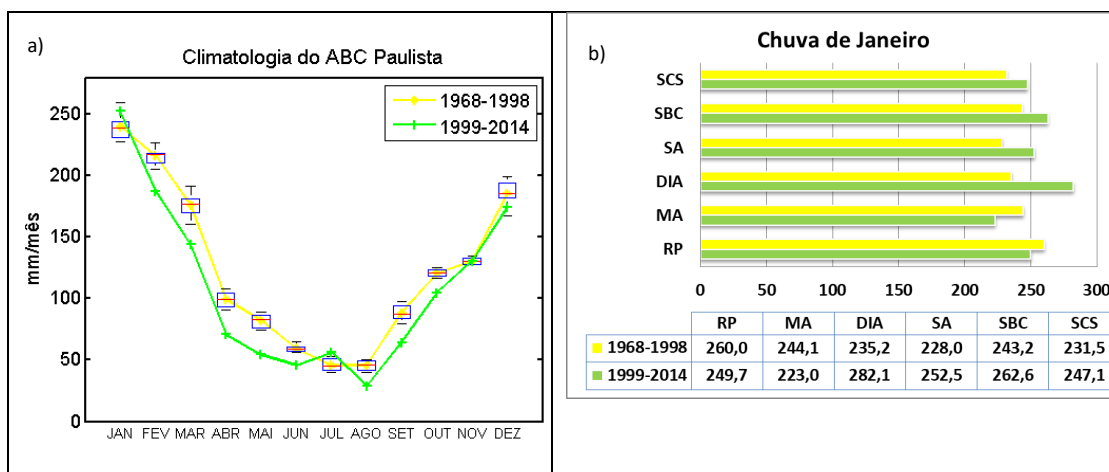 a)
Climatologia do ABC Paulista
1968-1998
1999-2014
mm/mês
250
200
150
100
50
0
JAN FEV MAR ABR MAI JUN JUL AGO SET OUT NOV DEZ
b)
Chuva de Janeiro
SCS
SBC
SA
DIA
MA
RP
0 50 100 150 200 250 300
RP MA DIA SA SBC SCS
1968-1998 260,0 244,1 235,2 228,0 243,2 231,5
1999-2014 249,7 223,0 282,1 252,5 262,6 247,1